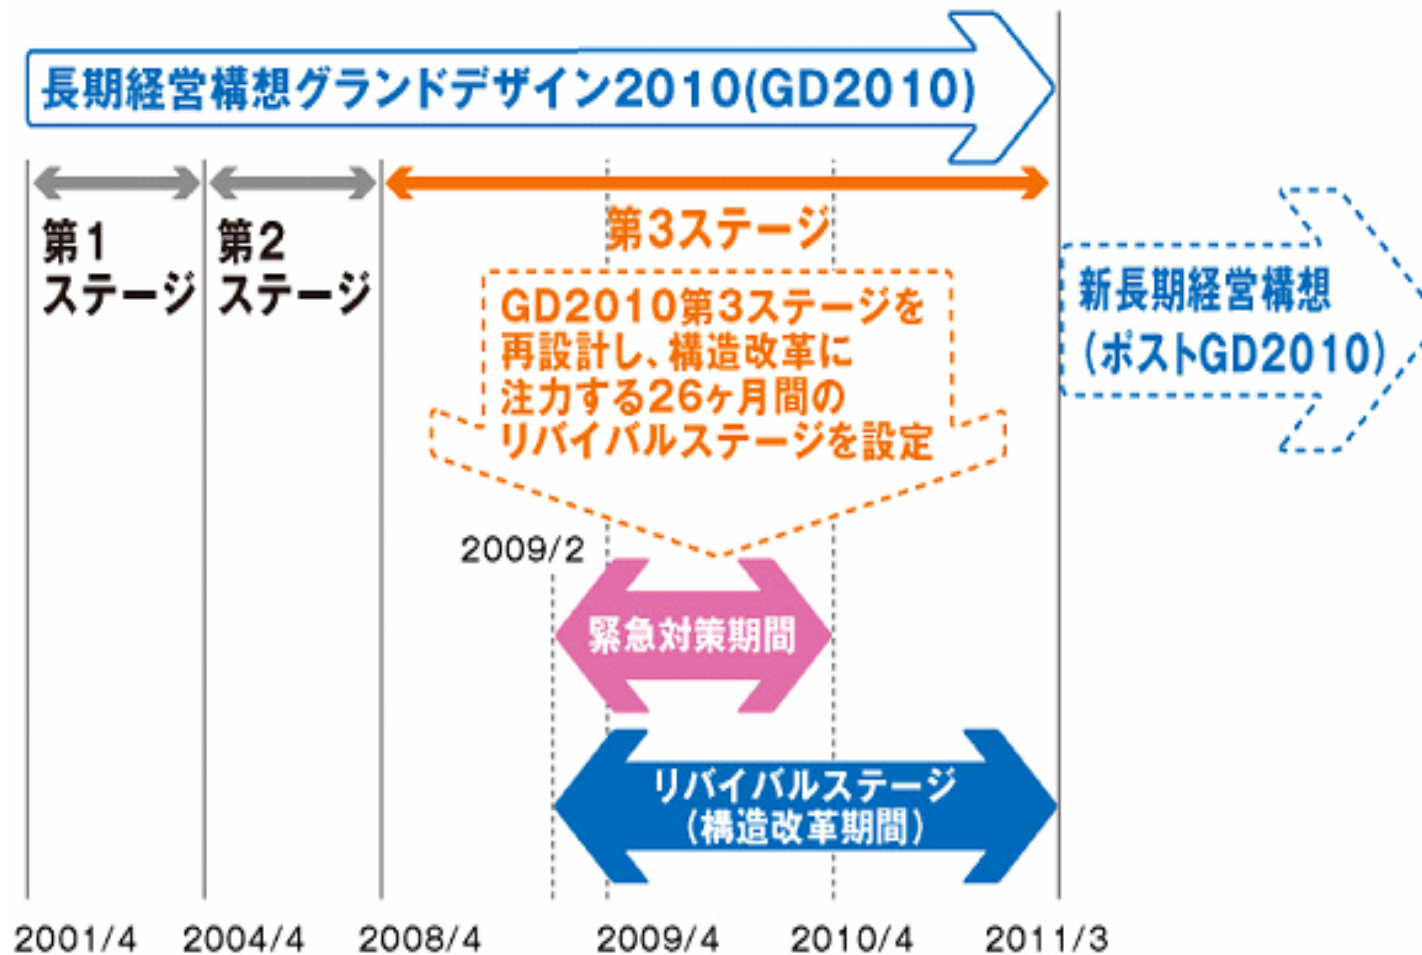 長期経営構想グランドデザイン2010(GD2010)
第1
ステージ
第2
ステージ
第3ステージ
GD2010第3ステージを
再設計し、構造改革に
注力する26ヶ月間の
リバイバルステージを設定
新長期経営構想
(ポストGD2010)
2009/2
緊急対策期間
リバイバルステージ
(構造改革期間)
2001/4
2004/4
2008/4
2009/4
2010/4
2011/3